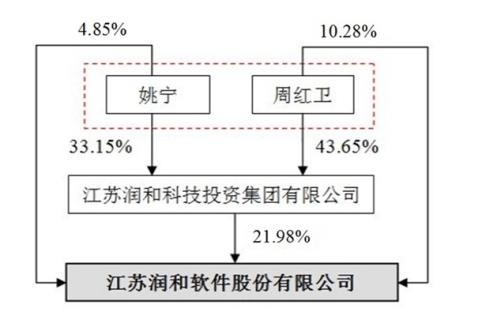 4.85% 10.28%
姚宁 周红卫
33.15% 43.65%
江苏润和科技投资集团有限公司
21.98%
江苏润和软件股份有限公司